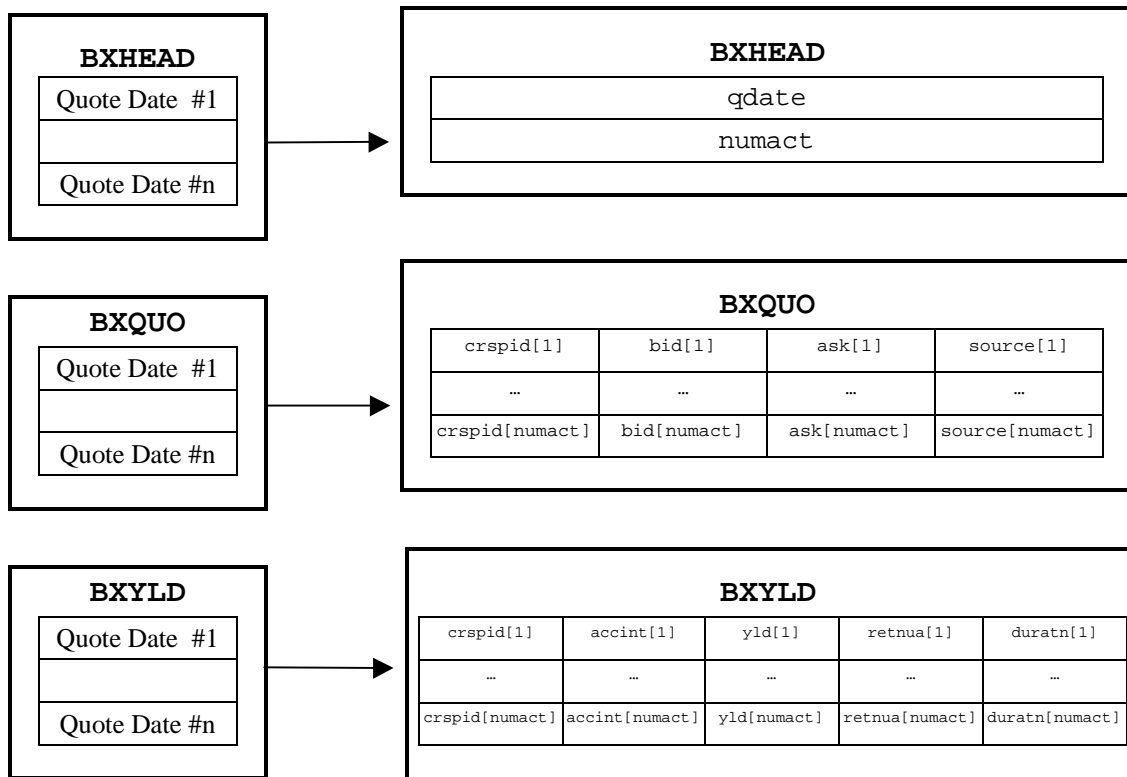 BXHEAD
Quote Date #1
Quote Date #n
BXHEAD
qdate
numact
BXQUO
Quote Date #1
Quote Date #n
BXQUO
crspid[1] bid[1] ask[1] source[1]
… … … …
crspid[numact] bid[numact] ask[numact] source[numact]
BXYLD
Quote Date #1
Quote Date #n
BXYLD
crspid[1] accint[1] yld[1] retnua[1] duratn[1]
… … … … …
crspid[numact] accint[numact] yld[numact] retnua[numact] duratn[numact]